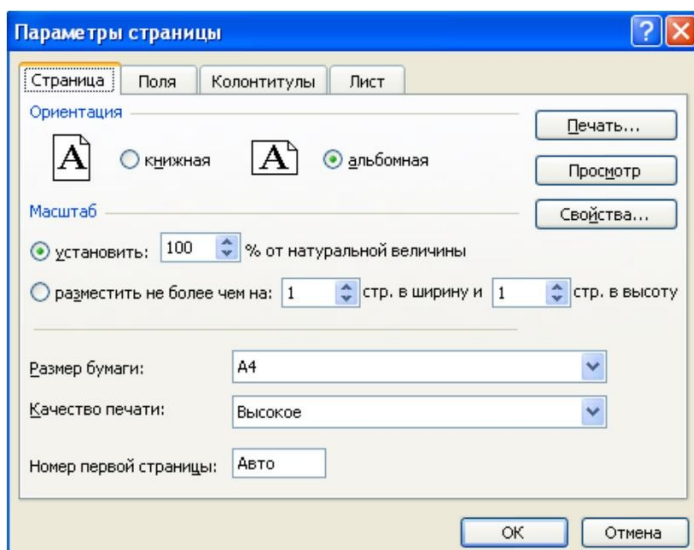 Параметры страницы
Страница Поля Колонтитулы Лист
Ориентация
Печать...
A книжная A альбомная
Просмотр
Масштаб
Свойства...
установить: 100 % от натуральной величины
разместить не более чем на: 1 стр. в ширину и 1 стр. в высоту
Размер бумаги: A4
Качество печати: Высокое
Номер первой страницы: Авто
ОК Отмена